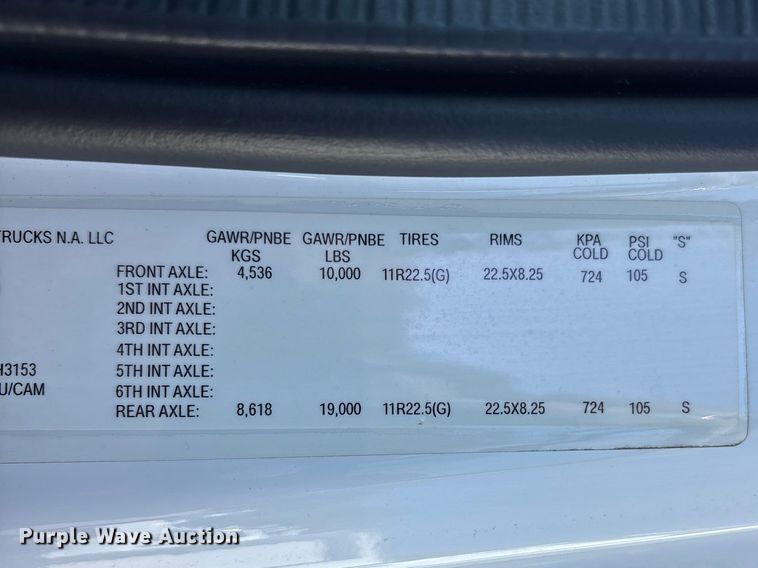 TRUCKS N.A. LLC GAWR/PNBE GAWR/PNBE TIRES RIMS KPA PSI "S"
KGS LBS COLD COLD
FRONT AXLE: 4,536 10,000 11R22.5(G) 22.5X8.25 724 105 S
1ST INT AXLE:
2ND INT AXLE:
3RD INT AXLE:
4TH INT AXLE:
H3153 5TH INT AXLE:
U/CAM 6TH INT AXLE:
REAR AXLE: 8,618 19,000 11R22.5(G) 22.5X8.25 724 105 S
Purple Wave Auction